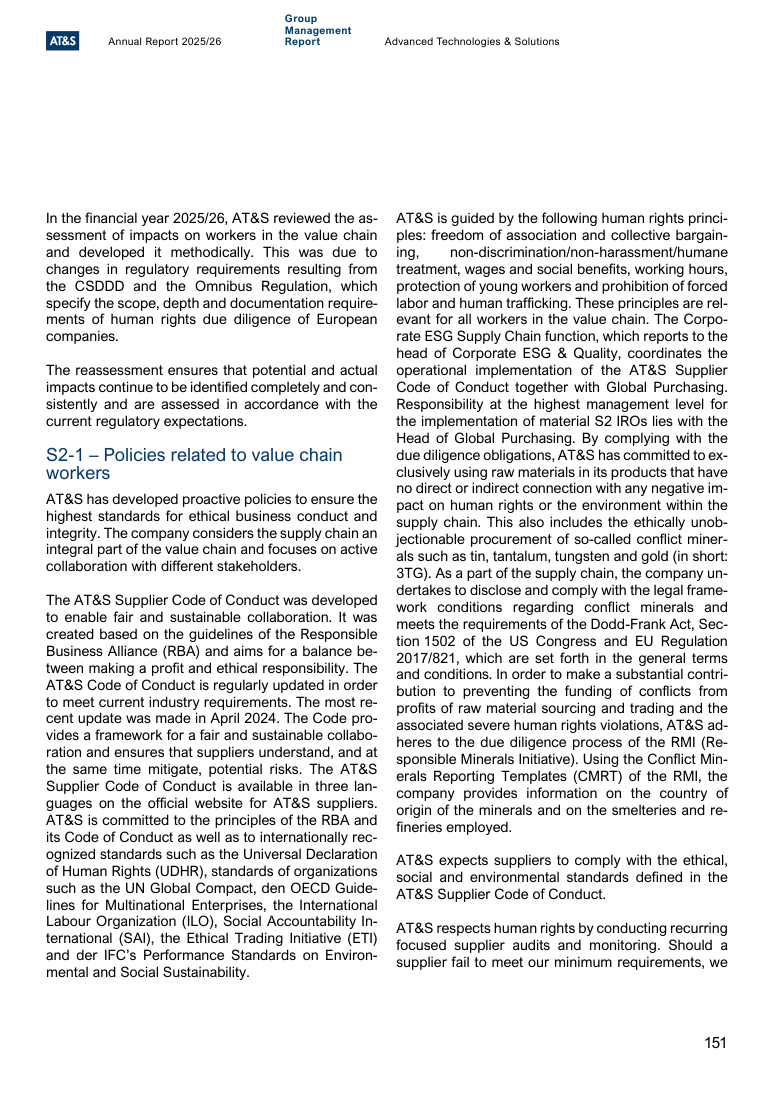 AT&S
Annual Report 2025/26
Group
Management
Report
Advanced Technologies & Solutions
In the financial year 2025/26, AT&S reviewed the as-
sessment of impacts on workers in the value chain
and developed it methodically. This was due to
changes in regulatory requirements resulting from
the CSDDD and the Omnibus Regulation, which
specify the scope, depth and documentation require-
ments of human rights due diligence of European
companies.
The reassessment ensures that potential and actual
impacts continue to be identified completely and con-
sistently and are assessed in accordance with the
current regulatory expectations.
S2-1 – Policies related to value chain
workers
AT&S has developed proactive policies to ensure the
highest standards for ethical business conduct and
integrity. The company considers the supply chain an
integral part of the value chain and focuses on active
collaboration with different stakeholders.
The AT&S Supplier Code of Conduct was developed
to enable fair and sustainable collaboration. It was
created based on the guidelines of the Responsible
Business Alliance (RBA) and aims for a balance be-
tween making a profit and ethical responsibility. The
AT&S Code of Conduct is regularly updated in order
to meet current industry requirements. The most re-
cent update was made in April 2024. The Code pro-
vides a framework for a fair and sustainable collabo-
ration and ensures that suppliers understand, and at
the same time mitigate, potential risks. The AT&S
Supplier Code of Conduct is available in three lan-
guages on the official website for AT&S suppliers.
AT&S is committed to the principles of the RBA and
its Code of Conduct as well as to internationally rec-
ognized standards such as the Universal Declaration
of Human Rights (UDHR), standards of organizations
such as the UN Global Compact, den OECD Guide-
lines for Multinational Enterprises, the International
Labour Organization (ILO), Social Accountability In-
ternational (SAI), the Ethical Trading Initiative (ETI)
and der IFC's Performance Standards on Environ-
mental and Social Sustainability.
AT&S is guided by the following human rights princi-
ples: freedom of association and collective bargain-
ing, non-discrimination/non-harassment/humane
treatment, wages and social benefits, working hours,
protection of young workers and prohibition of forced
labor and human trafficking. These principles are rel-
evant for all workers in the value chain. The Corpo-
rate ESG Supply Chain function, which reports to the
head of Corporate ESG & Quality, coordinates the
operational implementation of the AT&S Supplier
Code of Conduct together with Global Purchasing.
Responsibility at the highest management level for
the implementation of material S2 IROs lies with the
Head of Global Purchasing. By complying with the
due diligence obligations, AT&S has committed to ex-
clusively using raw materials in its products that have
no direct or indirect connection with any negative im-
pact on human rights or the environment within the
supply chain. This also includes the ethically unob-
jectionable procurement of so-called conflict miner-
als such as tin, tantalum, tungsten and gold (in short:
3TG). As a part of the supply chain, the company un-
dertakes to disclose and comply with the legal frame-
work conditions regarding conflict minerals and
meets the requirements of the Dodd-Frank Act, Sec-
tion 1502 of the US Congress and EU Regulation
2017/821, which are set forth in the general terms
and conditions. In order to make a substantial contri-
bution to preventing the funding of conflicts from
profits of raw material sourcing and trading and the
associated severe human rights violations, AT&S ad-
heres to the due diligence process of the RMI (Re-
sponsible Minerals Initiative). Using the Conflict Min-
erals Reporting Templates (CMRT) of the RMI, the
company provides information on the country of
origin of the minerals and on the smelteries and re-
fineries employed.
AT&S expects suppliers to comply with the ethical,
social and environmental standards defined in the
AT&S Supplier Code of Conduct.
AT&S respects human rights by conducting recurring
focused supplier audits and monitoring. Should a
supplier fail to meet our minimum requirements, we
151